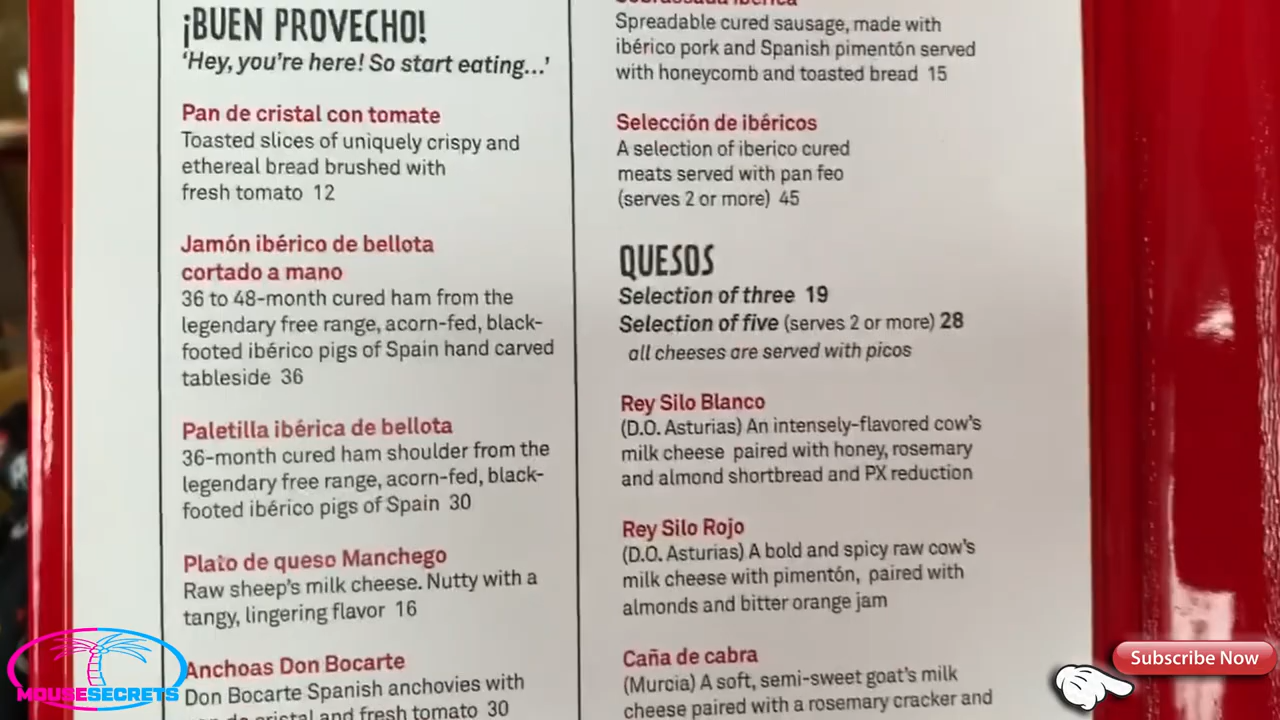 ¡BUEN PROVECHO!
'Hey, you're here! So start eating...'
Pan de cristal con tomate
Toasted slices of uniquely crispy and
ethereal bread brushed with
fresh tomato 12
Jamón ibérico de bellota
cortado a mano
36 to 48-month cured ham from the
legendary free range, acorn-fed, black-
footed ibérico pigs of Spain hand carved
tableside 36
Paletilla ibérica de bellota
36-month cured ham shoulder from the
legendary free range, acorn-fed, black-
footed ibérico pigs of Spain 30
Plato de queso Manchego
Raw sheep's milk cheese. Nutty with a
tangy, lingering flavor 16
Anchoas Don Bocarte
Don Bocarte Spanish anchovies with
pan de cristal and fresh tomato 30
Sobrassada ibérica
Spreadable cured sausage, made with
ibérico pork and Spanish pimentón served
with honeycomb and toasted bread 15
Selección de ibéricos
A selection of iberico cured
meats served with pan feo
(serves 2 or more) 45
QUESOS
Selection of three 19
Selection of five (serves 2 or more) 28
all cheeses are served with picos
Rey Silo Blanco
(D.O. Asturias) An intensely-flavored cow's
milk cheese paired with honey, rosemary
and almond shortbread and PX reduction
Rey Silo Rojo
(D.O. Asturias) A bold and spicy raw cow's
milk cheese with pimentón, paired with
almonds and bitter orange jam
Caña de cabra
(Murcia) A soft, semi-sweet goat's milk
cheese paired with a rosemary cracker and
MOUSESECRETS
Subscribe Now